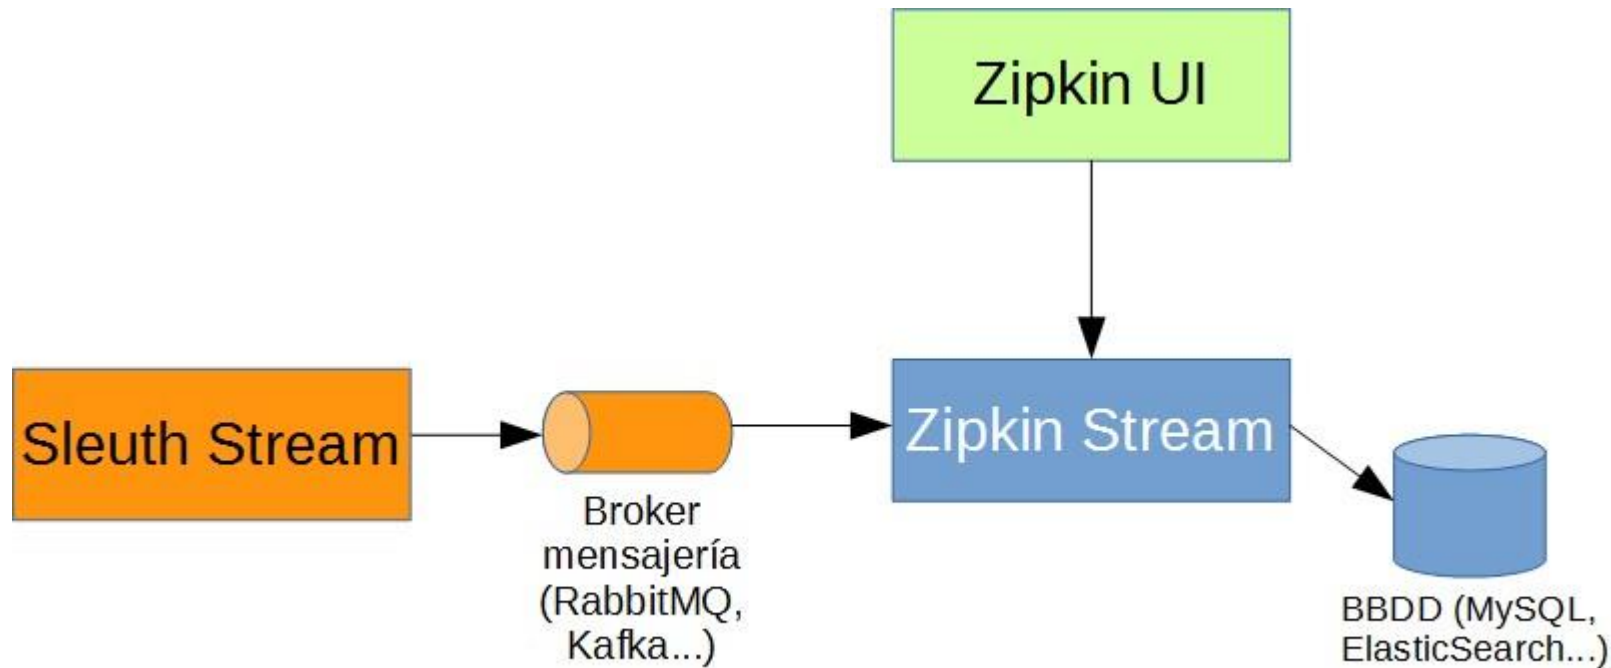 Zipkin UI
Sleuth Stream
Zipkin Stream
Broker
mensajería
(RabbitMQ,
Kafka...)
BBDD (MySQL,
ElasticSearch...)